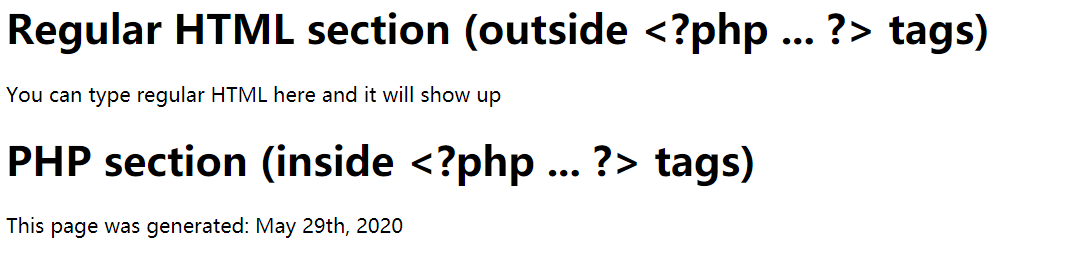 Regular HTML section (outside <?php ... ?> tags)
You can type regular HTML here and it will show up
PHP section (inside <?php ... ?> tags)
This page was generated: May 29th, 2020